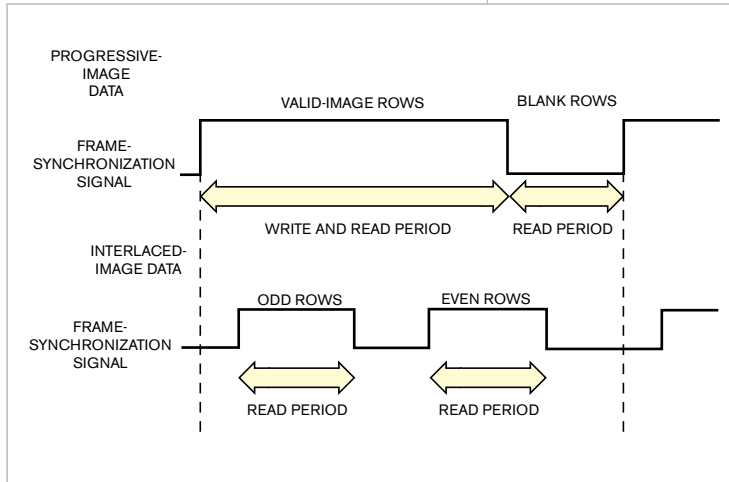 PROGRESSIVE-
IMAGE
DATA
VALID-IMAGE ROWS
BLANK ROWS
FRAME-
SYNCHRONIZATION
SIGNAL
WRITE AND READ PERIOD
READ PERIOD
INTERLACED-
IMAGE DATA
ODD ROWS
EVEN ROWS
FRAME-
SYNCHRONIZATION
SIGNAL
READ PERIOD
READ PERIOD